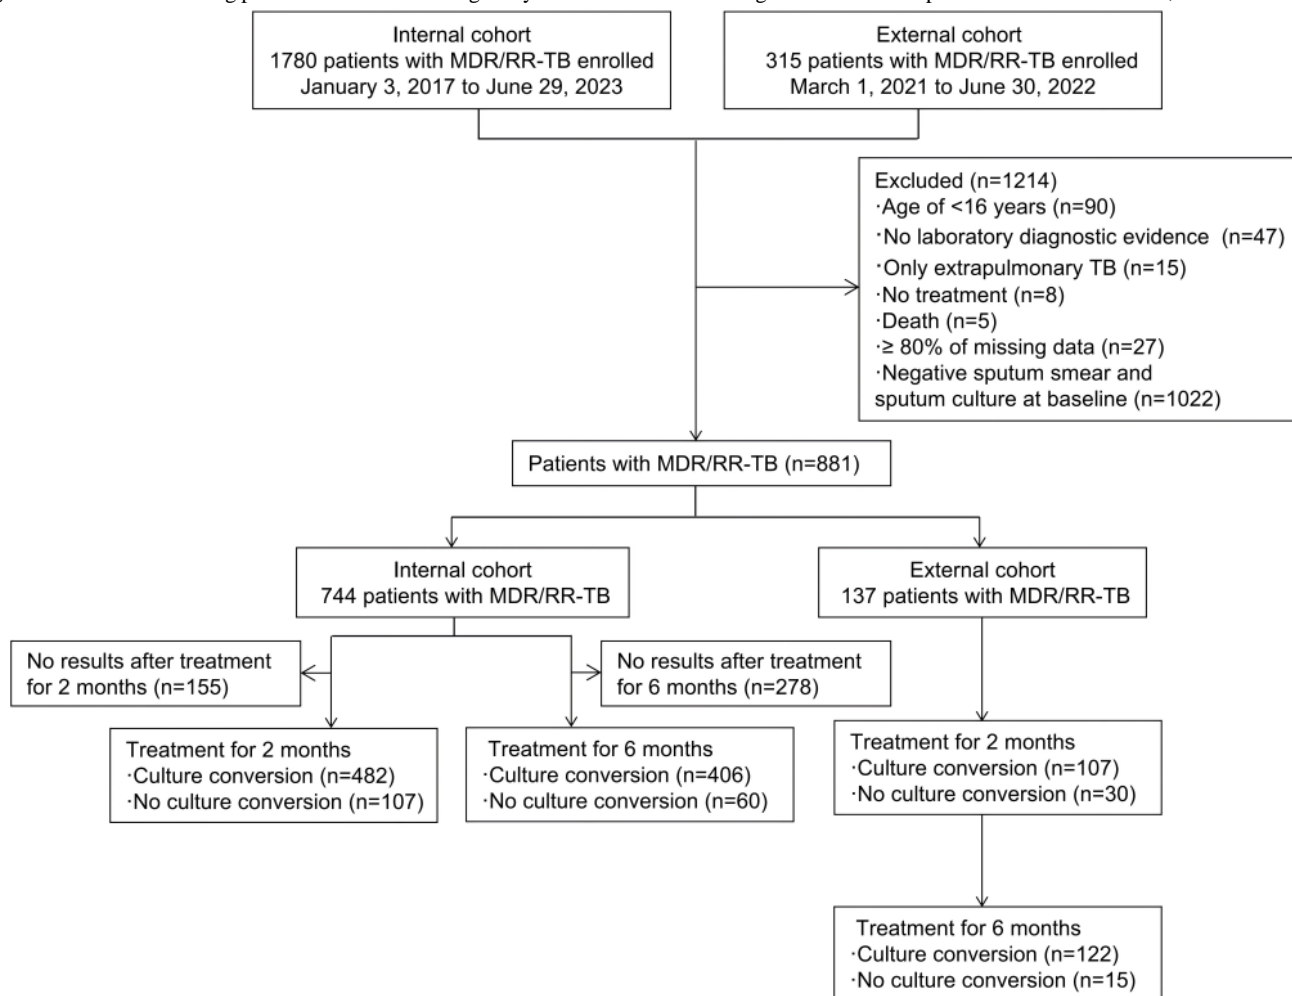 Internal cohort
1780 patients with MDR/RR-TB enrolled
January 3, 2017 to June 29, 2023
External cohort
315 patients with MDR/RR-TB enrolled
March 1, 2021 to June 30, 2022
Excluded (n=1214)
·Age of <16 years (n=90)
·No laboratory diagnostic evidence (n=47)
·Only extrapulmonary TB (n=15)
·No treatment (n=8)
·Death (n=5)
·≥ 80% of missing data (n=27)
·Negative sputum smear and
sputum culture at baseline (n=1022)
Patients with MDR/RR-TB (n=881)
Internal cohort
744 patients with MDR/RR-TB
External cohort
137 patients with MDR/RR-TB
No results after treatment
for 2 months (n=155)
No results after treatment
for 6 months (n=278)
Treatment for 2 months
·Culture conversion (n=482)
·No culture conversion (n=107)
Treatment for 6 months
·Culture conversion (n=406)
·No culture conversion (n=60)
Treatment for 2 months
·Culture conversion (n=107)
·No culture conversion (n=30)
Treatment for 6 months
·Culture conversion (n=122)
·No culture conversion (n=15)